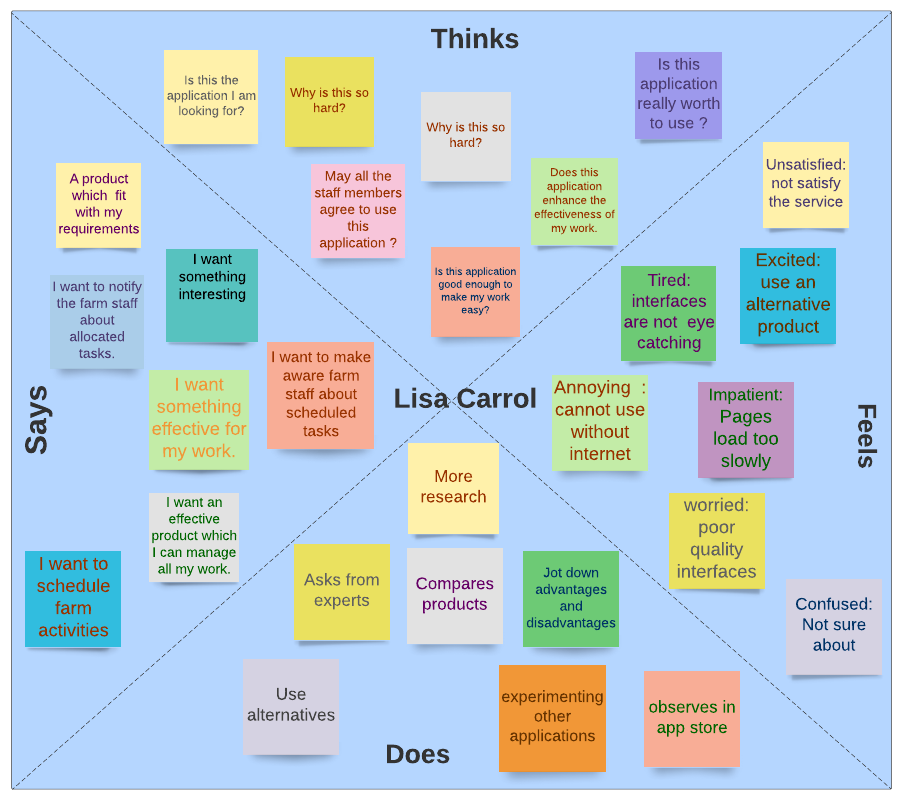 Thinks
Is this the
application I am
looking for?
Why is this so
hard?
Why is this so
hard?
Is this
application
really worth
to use ?
May all the
staff members
agree to use
this
application ?
Does this
application
enhance the
effectiveness of
my work.
Is this application
good enough to
make my work
easy?
Says
A product
which fit
with my
requirements
I want
something
interesting
I want to notify
the farm staff
about
allocated
tasks.
I want to make
aware farm
staff about
scheduled
tasks
I want
something
effective for
my work.
I want an
effective
product which
I can manage
all my work.
I want to
schedule
farm
activities
Lisa Carrol
Feels
Unsatisfied:
not satisfy
the service
Excited:
use an
alternative
product
Tired:
interfaces
are not eye
catching
Annoying :
cannot use
without
internet
Impatient:
Pages
load too
slowly
worried:
poor
quality
interfaces
Confused:
Not sure
about
More
research
Asks from
experts
Compares
products
Jot down
advantages
and
disadvantages
Use
alternatives
experimenting
other
applications
observes in
app store
Does